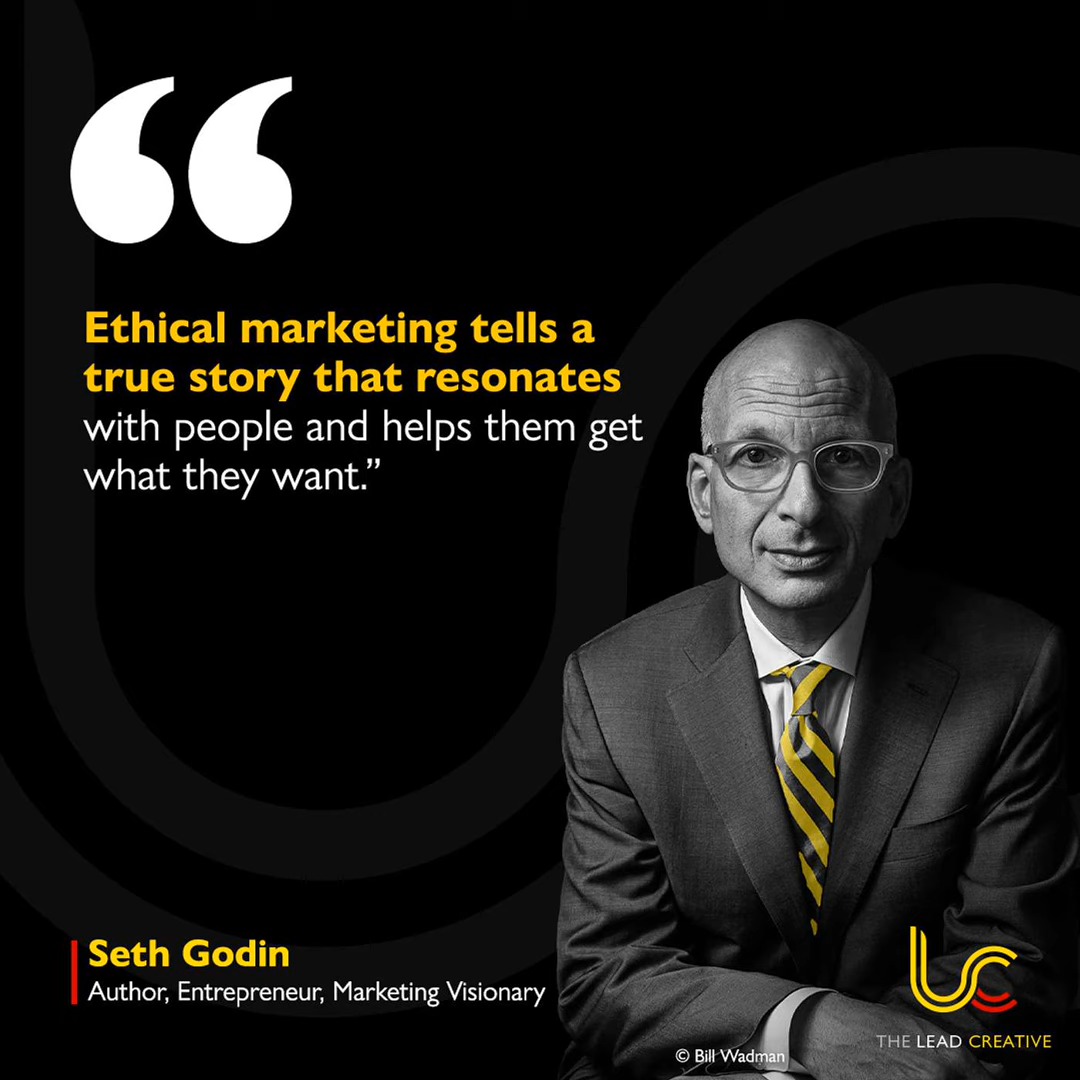 “
Ethical marketing tells a
true story that resonates
with people and helps them get
what they want.”
Seth Godin
Author, Entrepreneur, Marketing Visionary
LC
THE LEAD CREATIVE
© Bill Wadman